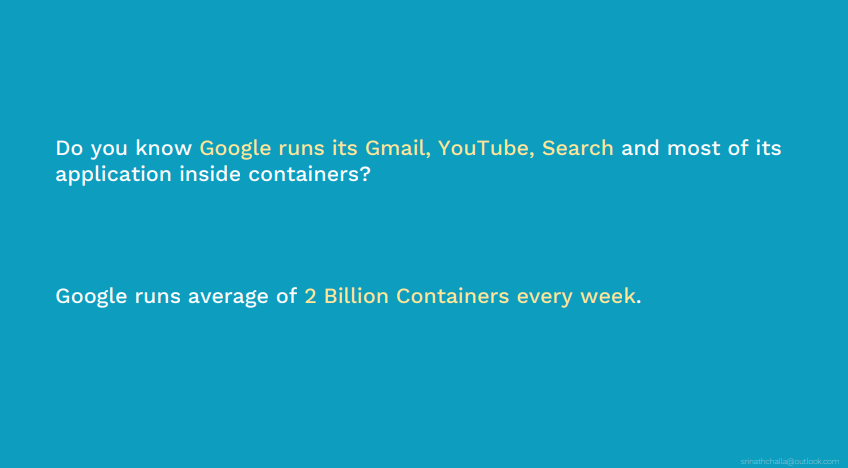 Do you know Google runs its Gmail, YouTube, Search and most of its
application inside containers?
Google runs average of 2 Billion Containers every week.
srinathchalla@outlook.com